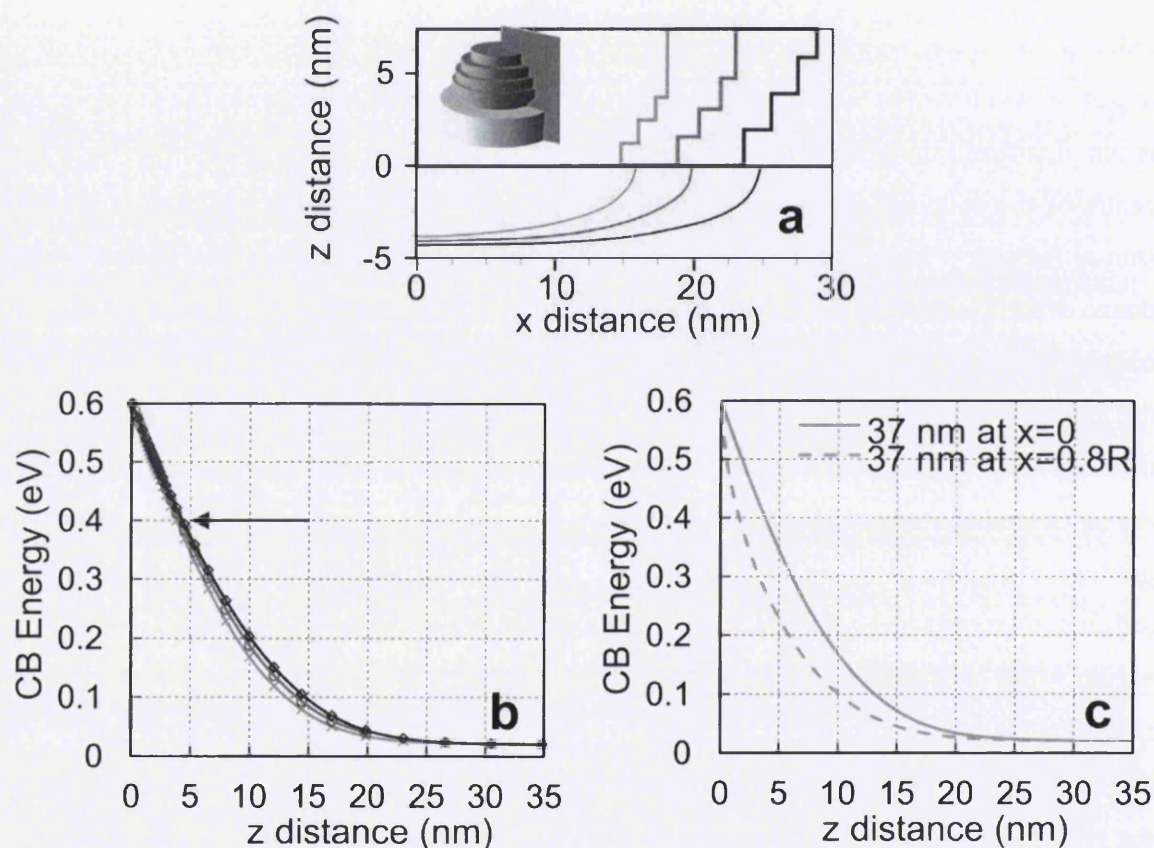 z distance (nm)
5
0
-5
a
0 10 20 30
x distance (nm)
CB Energy (eV)
0.6
0.5
0.4
0.3
0.2
0.1
0
b
0 5 10 15 20 25 30 35
z distance (nm)
CB Energy (eV)
0.6
0.5
0.4
0.3
0.2
0.1
0
37 nm at x=0
37 nm at x=0.8R
c
0 5 10 15 20 25 30 35
z distance (nm)